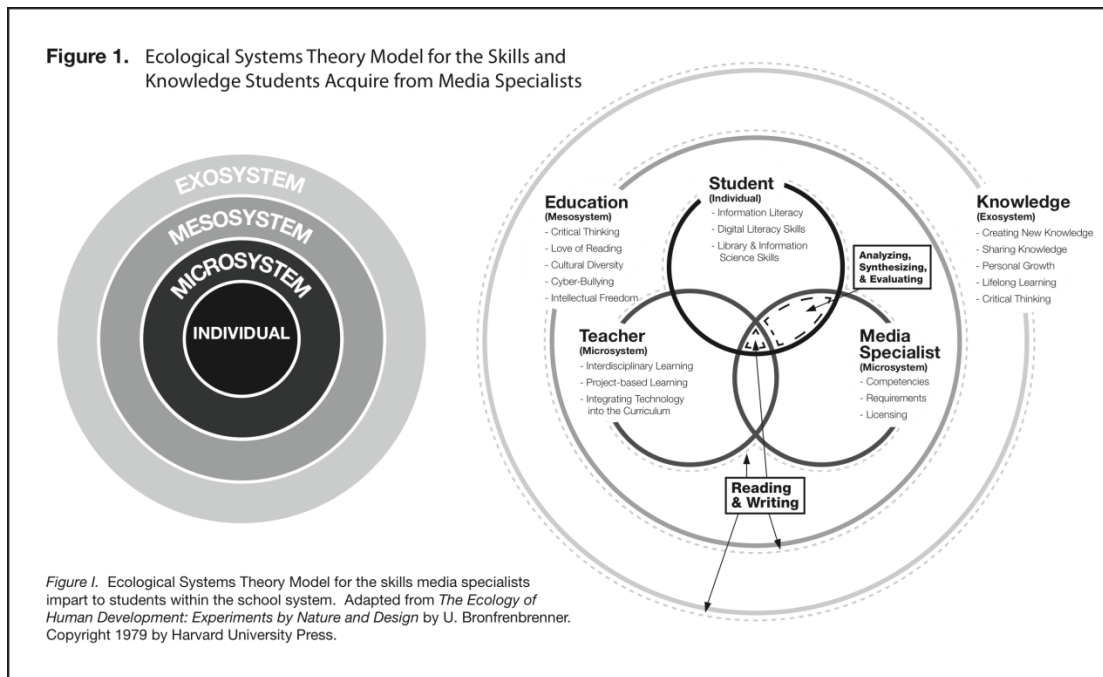 Figure 1. Ecological Systems Theory Model for the Skills and
Knowledge Students Acquire from Media Specialists
EXOSYSTEM
MESOSYSTEM
MICROSYSTEM
INDIVIDUAL
Education
(Mesosystem)
- Critical Thinking
- Love of Reading
- Cultural Diversity
- Cyber-Bullying
- Intellectual Freedom
Student
(Individual)
- Information Literacy
- Digital Literacy Skills
- Library & Information
Science Skills
Knowledge
(Exosystem)
- Creating New Knowledge
- Sharing Knowledge
- Personal Growth
- Lifelong Learning
- Critical Thinking
Analyzing,
Synthesizing,
& Evaluating
Teacher
(Microsystem)
- Interdisciplinary Learning
- Project-based Learning
- Integrating Technology
into the Curriculum
Media
Specialist
(Microsystem)
- Competencies
- Requirements
- Licensing
Reading
& Writing
Figure I. Ecological Systems Theory Model for the skills media specialists
impart to students within the school system. Adapted from The Ecology of
Human Development: Experiments by Nature and Design by U. Bronfrenbrenner.
Copyright 1979 by Harvard University Press.